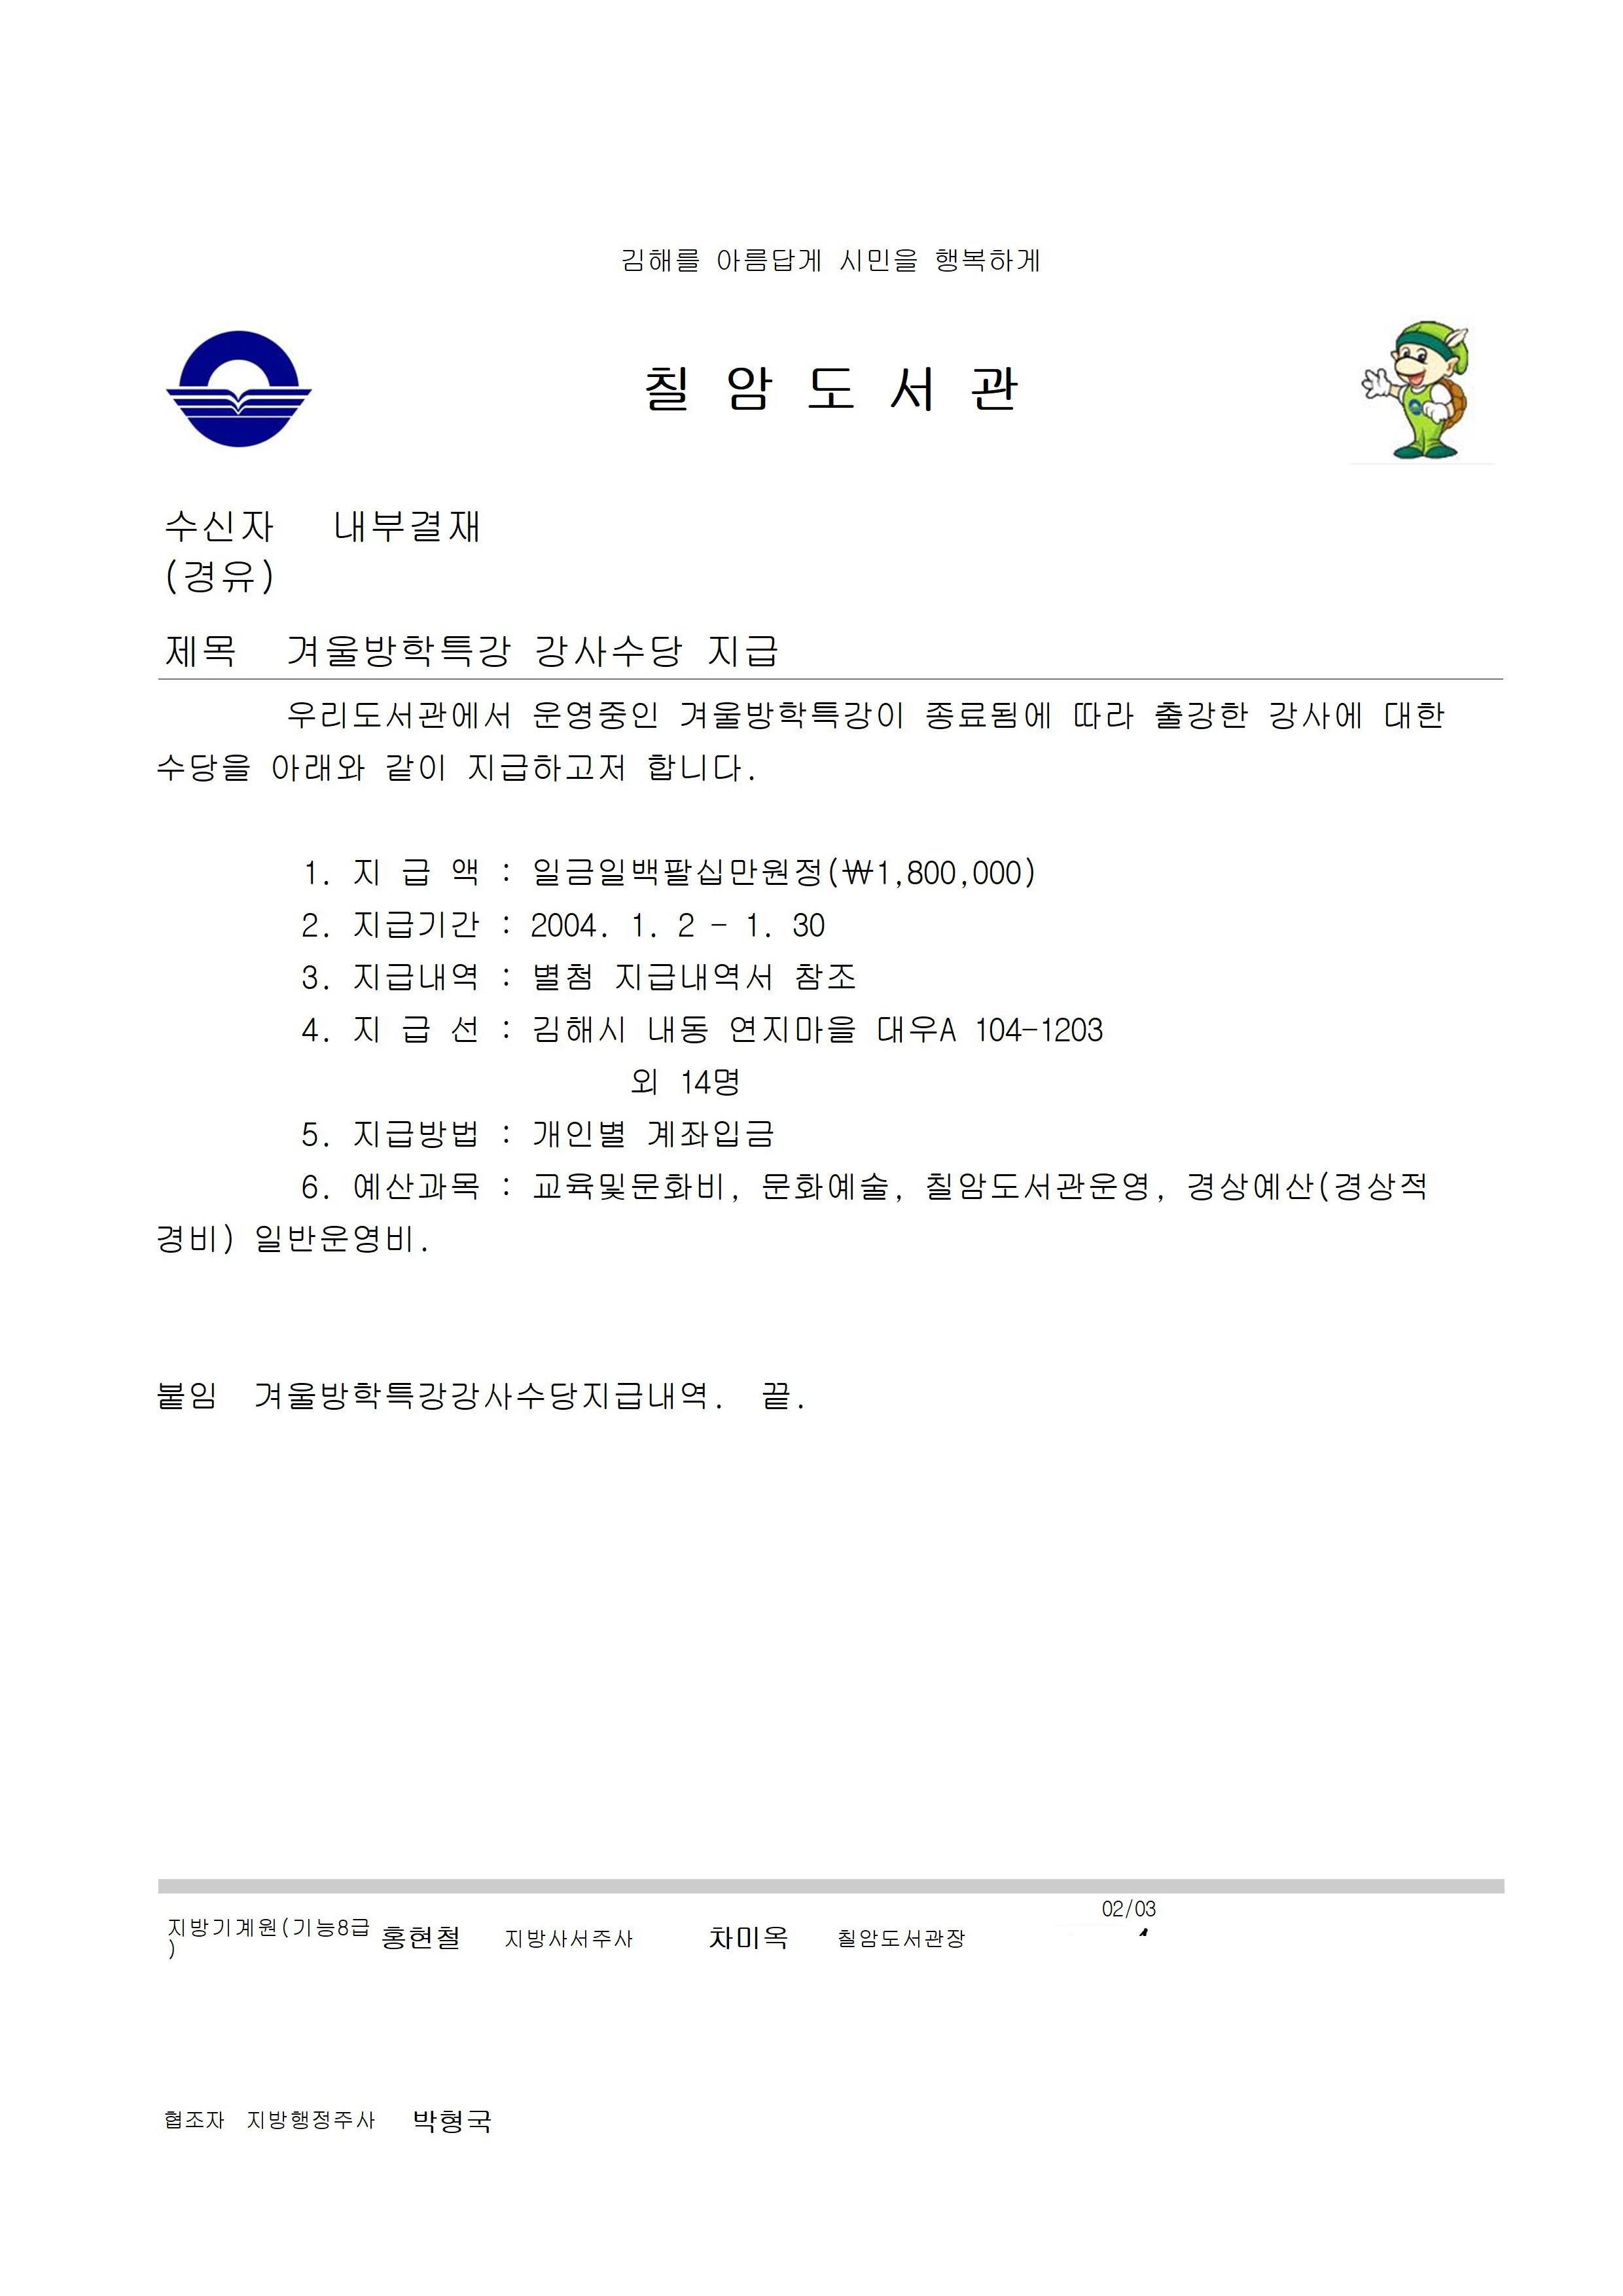 김해를 아름답게 시민을 행복하게
칠 암 도 서 관
수신자 내부결재
(경유)
제목 겨울방학특강 강사수당 지급
우리도서관에서 운영중인 겨울방학특강이 종료됨에 따라 출강한 강사에 대한
수당을 아래와 같이 지급하고저 합니다.
1. 지 급 액 : 일금일백팔십만원정(₩1,800,000)
2. 지급기간 : 2004. 1. 2 - 1. 30
3. 지급내역 : 별첨 지급내역서 참조
4. 지 급 선 : 김해시 내동 연지마을 대우A 104-1203
외 14명
5. 지급방법 : 개인별 계좌입금
6. 예산과목 : 교육및문화비, 문화예술, 칠암도서관운영, 경상예산(경상적
경비) 일반운영비.
붙임 겨울방학특강강사수당지급내역. 끝.
02/03
지방기계원(기능8급 홍현철 지방사서주사 차미옥 칠암도서관장
)
협조자 지방행정주사 박형국